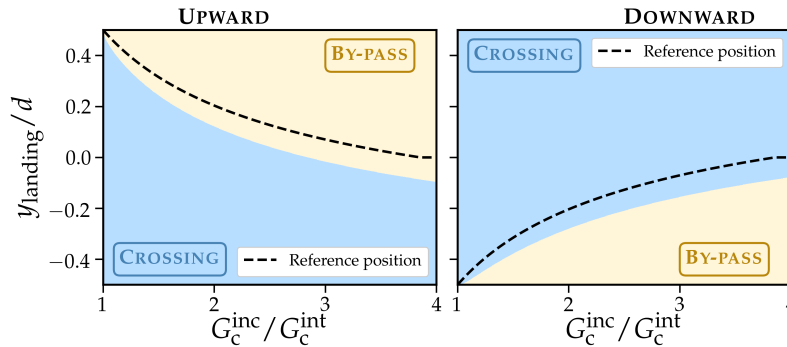 UPWARD
DOWNWARD
0.4
0.2
0.0
−0.2
−0.4
y_landing/d
BY-PASS
CROSSING
Reference position
1
2
3
4
G_c^inc/G_c^int
CROSSING
Reference position
BY-PASS
1
2
3
4
G_c^inc/G_c^int